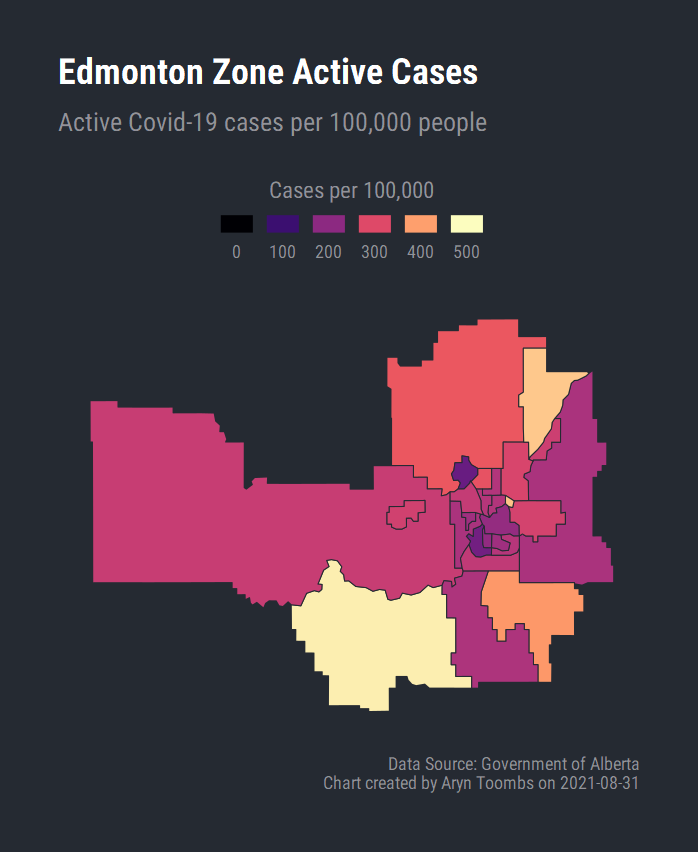 Edmonton Zone Active Cases
Active Covid-19 cases per 100,000 people
Cases per 100,000
0 100 200 300 400 500
Data Source: Government of Alberta
Chart created by Aryn Toombs on 2021-08-31